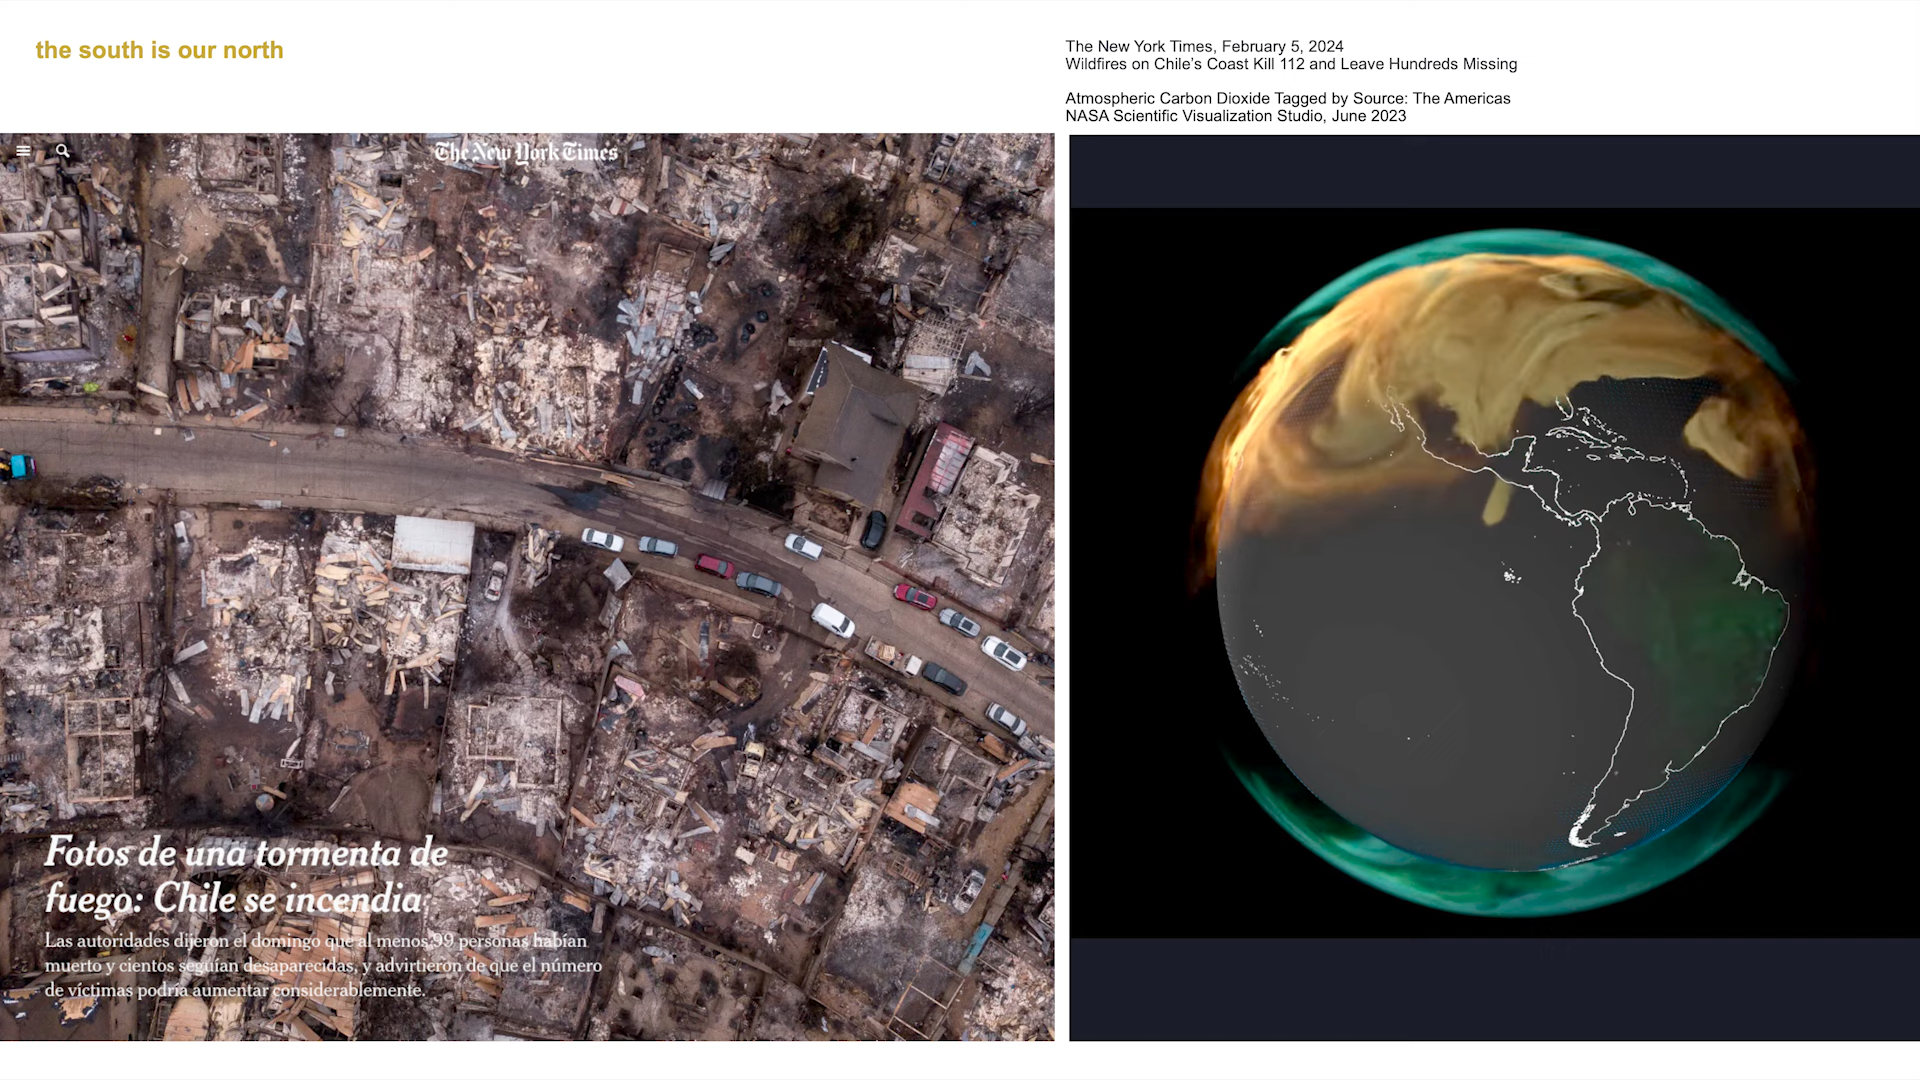 the south is our north
The New York Times, February 5, 2024
Wildfires on Chile's Coast Kill 112 and Leave Hundreds Missing
Atmospheric Carbon Dioxide Tagged by Source: The Americas
NASA Scientific Visualization Studio, June 2023
The New York Times
Fotos de una tormenta de
fuego: Chile se incendia
Las autoridades dijeron el domingo que al menos 99 personas habían
muerto y cientos seguían desaparecidas, y advirtieron de que el número
de víctimas podría aumentar considerablemente.